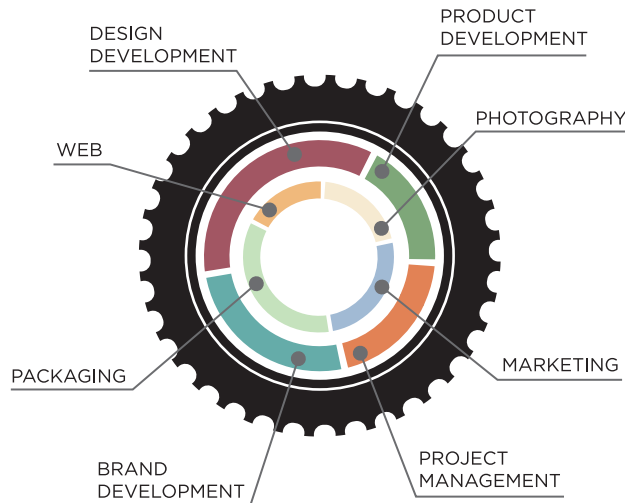 DESIGN
DEVELOPMENT
PRODUCT
DEVELOPMENT
PHOTOGRAPHY
WEB
PACKAGING
MARKETING
BRAND
DEVELOPMENT
PROJECT
MANAGEMENT